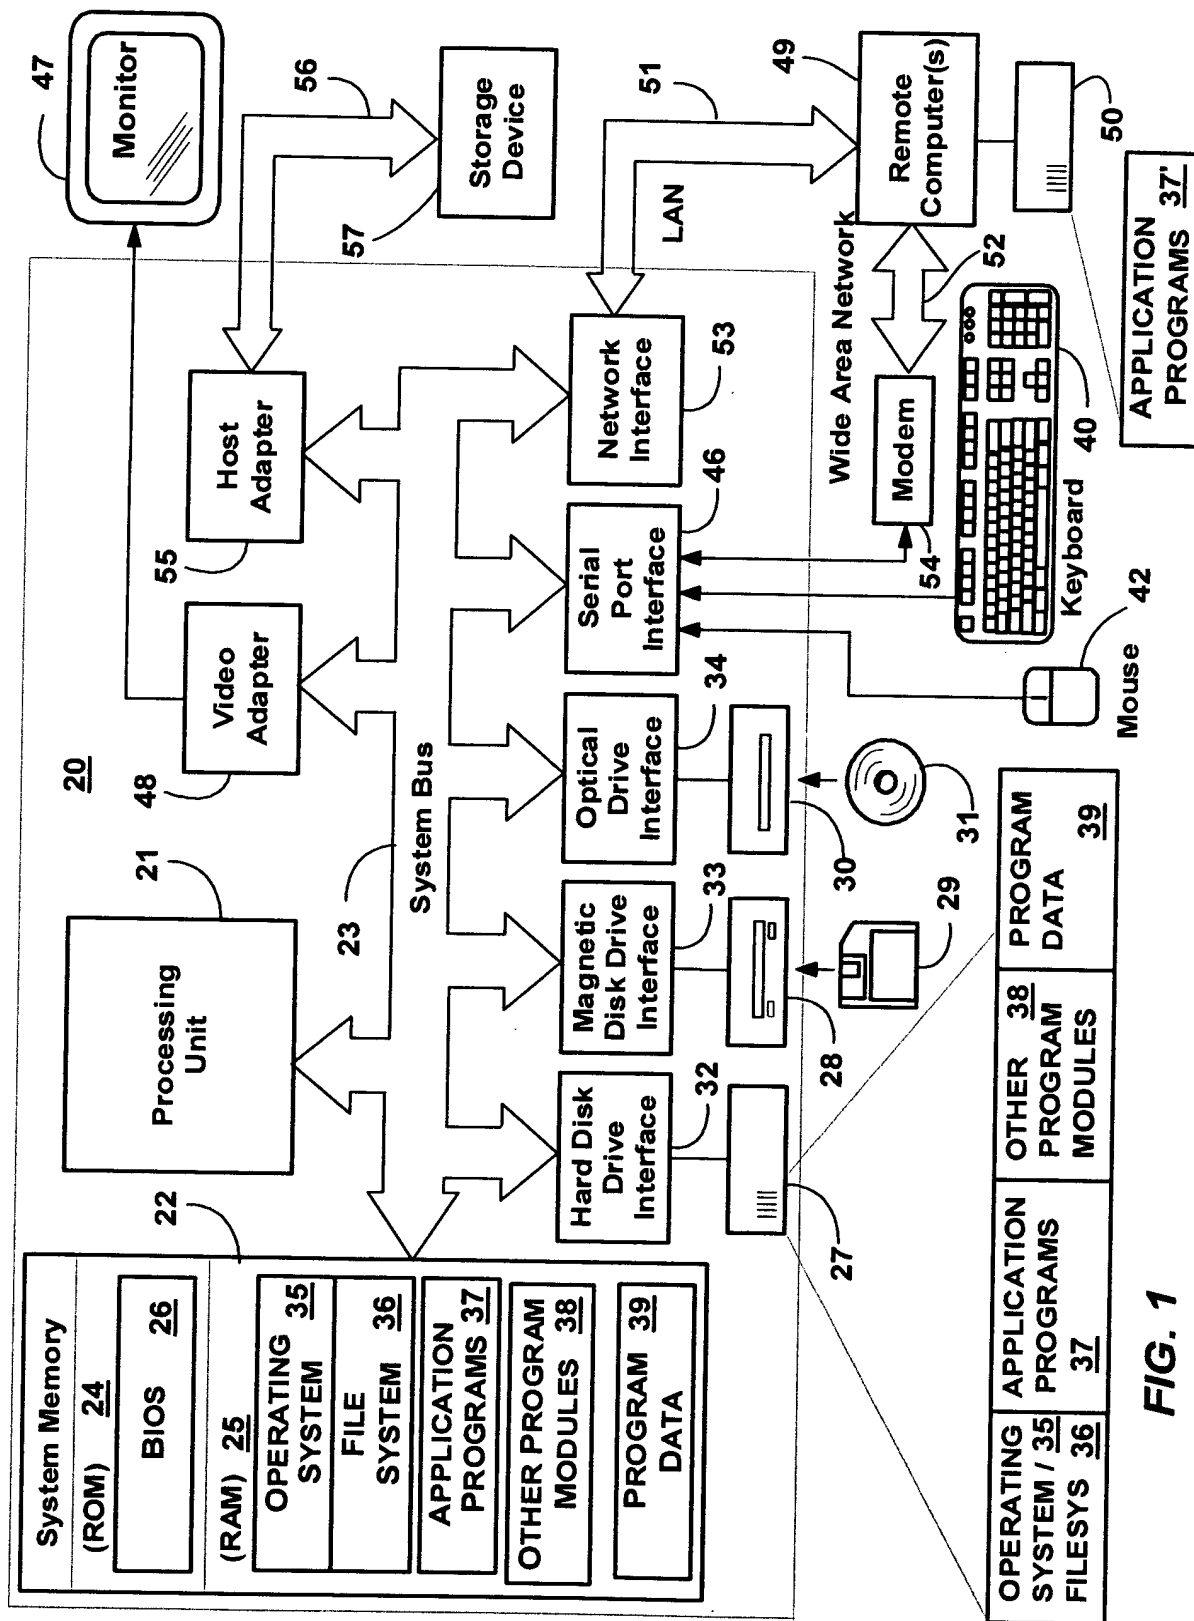 System Memory
(ROM) 24
BIOS 26
(RAM) 25
OPERATING
SYSTEM 35
FILE
SYSTEM 36
APPLICATION
PROGRAMS 37
OTHER PROGRAM
MODULES 38
PROGRAM
DATA 39
22
Processing
Unit
21
20
23
System Bus
Video
Adapter
48
Host
Adapter
55
Monitor
47
56
Storage
Device
57
Hard Disk
Drive
Interface
32
Magnetic
Disk Drive
Interface
33
Optical
Drive
Interface
34
Serial
Port
Interface
46
Network
Interface
53
LAN
51
27
28
29
30
31
Wide Area Network
Modem
54
52
Remote
Computer(s)
49
50
Keyboard
40
Mouse
42
OPERATING
SYSTEM / 35
FILESYS 36
APPLICATION
PROGRAMS
37
OTHER 38
PROGRAM
MODULES
PROGRAM
DATA
39
APPLICATION
PROGRAMS 37'
FIG. 1